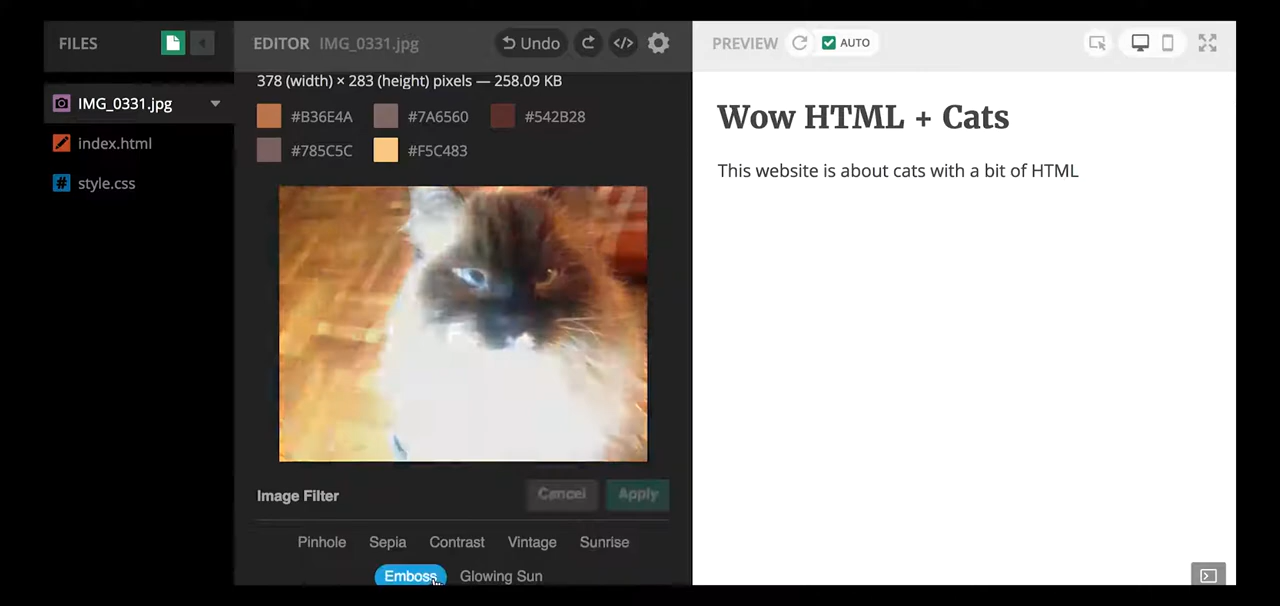 FILES
IMG_0331.jpg
index.html
# style.css
EDITOR IMG_0331.jpg
Undo </>
378 (width) × 283 (height) pixels — 258.09 KB
#B36E4A #7A6560 #542B28
#785C5C #F5C483
Image Filter Cancel Apply
Pinhole Sepia Contrast Vintage Sunrise
Emboss Glowing Sun
PREVIEW AUTO
Wow HTML + Cats
This website is about cats with a bit of HTML